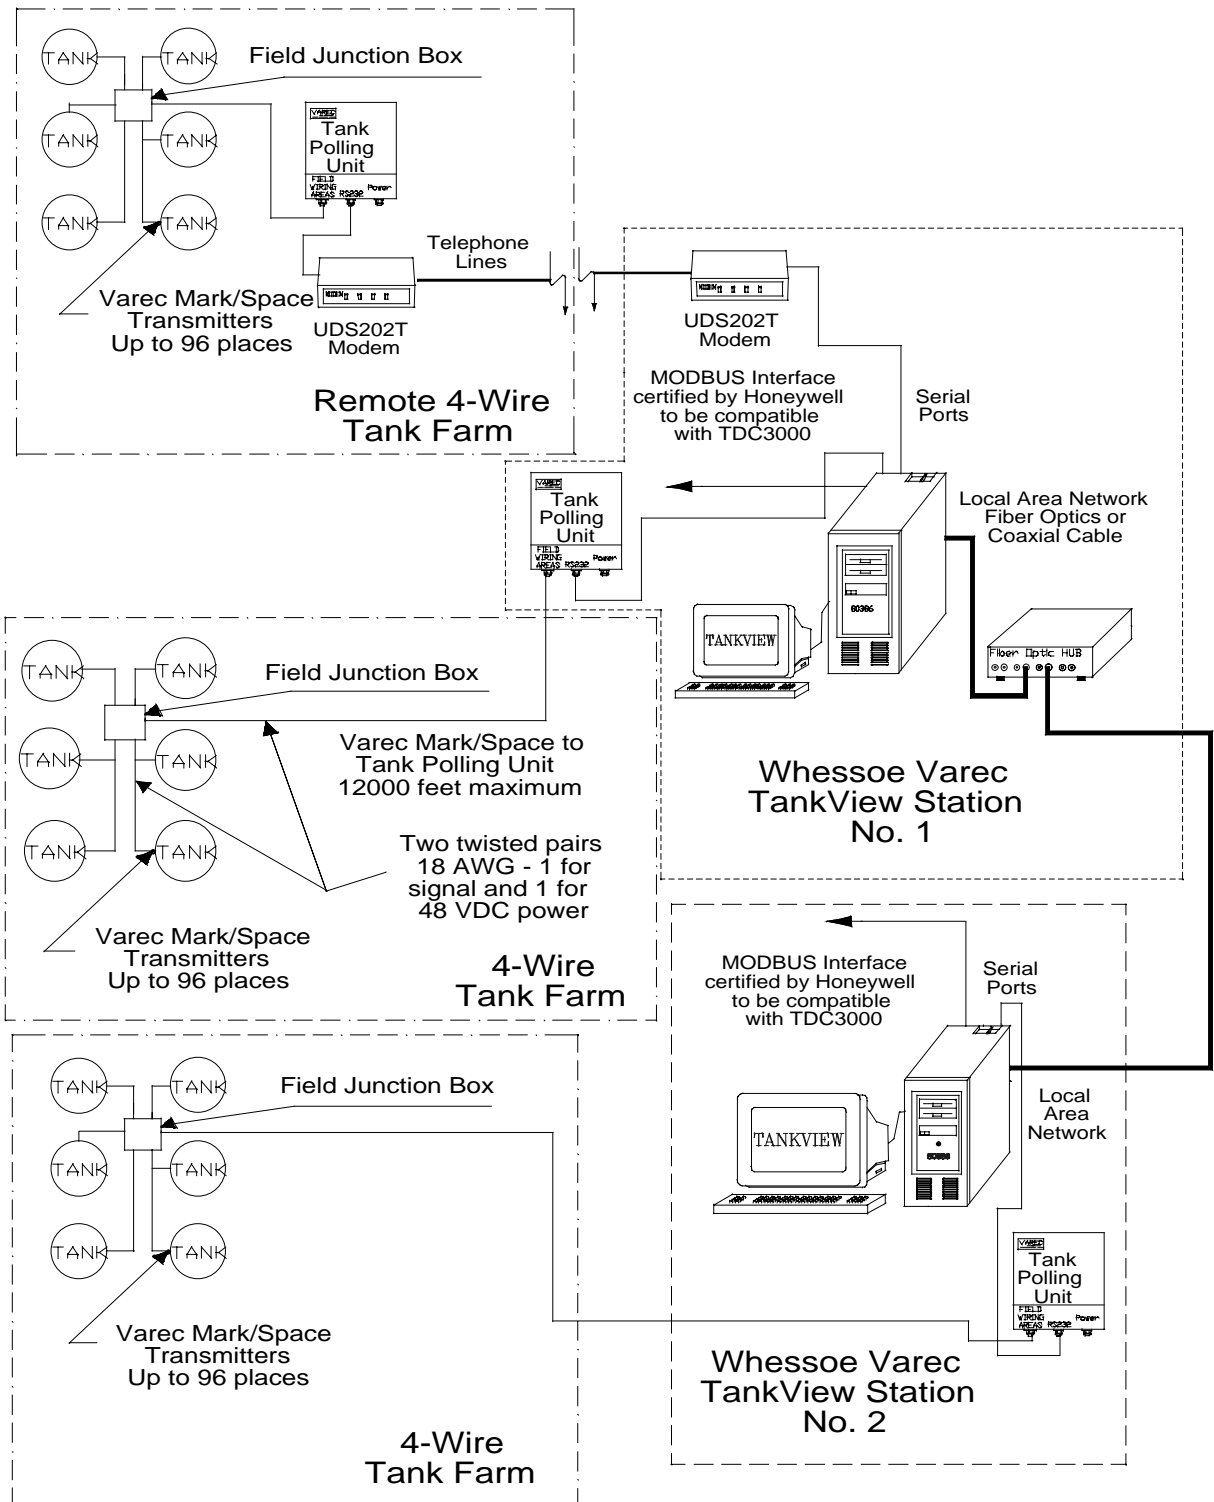 TANK
TANK
Field Junction Box
TANK
TANK
TANK
TANK
VAREC
Tank
Polling
Unit
FIELD
WIRING
AREAS RS232 Power
Telephone
Lines
Varec Mark/Space
Transmitters
Up to 96 places
UDS202T
Modem
UDS202T
Modem
Remote 4-Wire
Tank Farm
MODBUS Interface
certified by Honeywell
to be compatible
with TDC3000
Serial
Ports
VAREC
Tank
Polling
Unit
FIELD
WIRING
AREAS RS232 Power
Local Area Network
Fiber Optics or
Coaxial Cable
80386
TANKVIEW
Fiber Optic HUB
TANK
TANK
Field Junction Box
TANK
TANK
TANK
TANK
Varec Mark/Space to
Tank Polling Unit
12000 feet maximum
Two twisted pairs
18 AWG - 1 for
signal and 1 for
48 VDC power
Varec Mark/Space
Transmitters
Up to 96 places
4-Wire
Tank Farm
Whessoe Varec
TankView Station
No. 1
MODBUS Interface
certified by Honeywell
to be compatible
with TDC3000
Serial
Ports
TANK
TANK
Field Junction Box
TANK
TANK
TANK
TANK
TANKVIEW
Local
Area
Network
VAREC
Tank
Polling
Unit
FIELD
WIRING
AREAS RS232 Power
Varec Mark/Space
Transmitters
Up to 96 places
4-Wire
Tank Farm
Whessoe Varec
TankView Station
No. 2